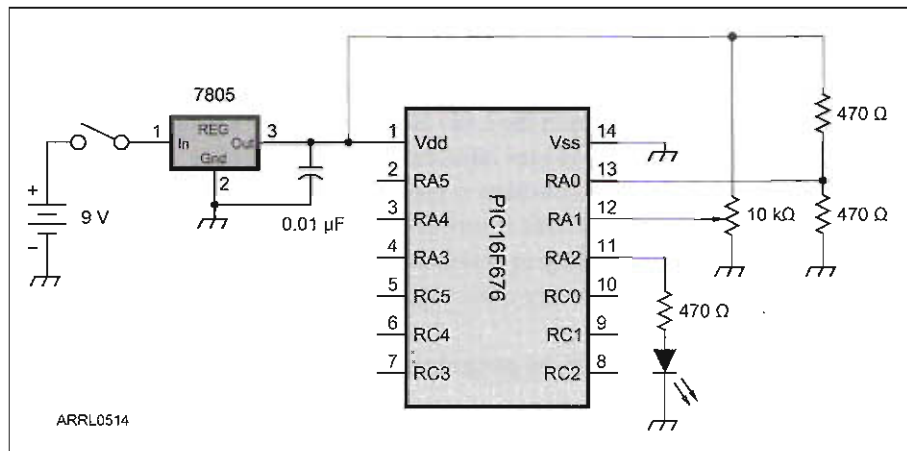 7805
REG
In
Out
Gnd
1
3
2
+
9 V
−
0.01 µF
1 Vdd
2 RA5
3 RA4
4 RA3
5 RC5
6 RC4
7 RC3
PIC16F676
Vss 14
RA0 13
RA1 12
RA2 11
RC0 10
RC1 9
RC2 8
470 Ω
470 Ω
10 kΩ
470 Ω
ARRL0514